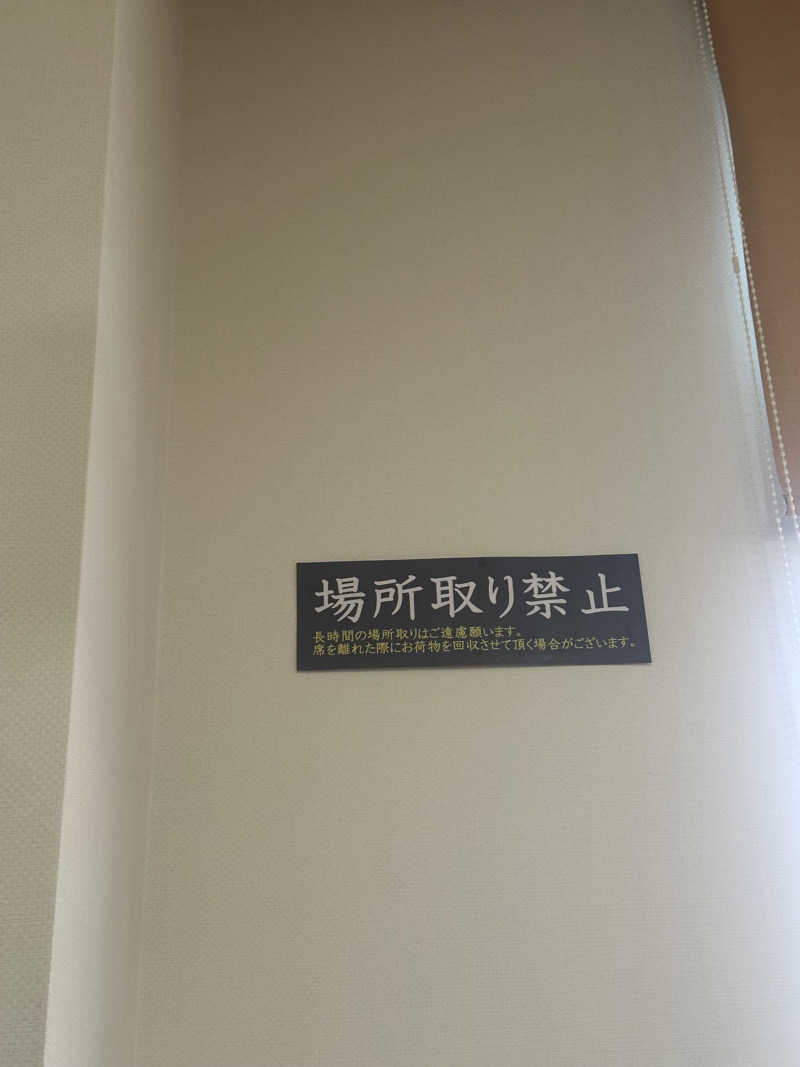 場所取り禁止
長時間の場所取りはご遠慮願います。
席を離れた際にお荷物を回収させて頂く場合がございます。